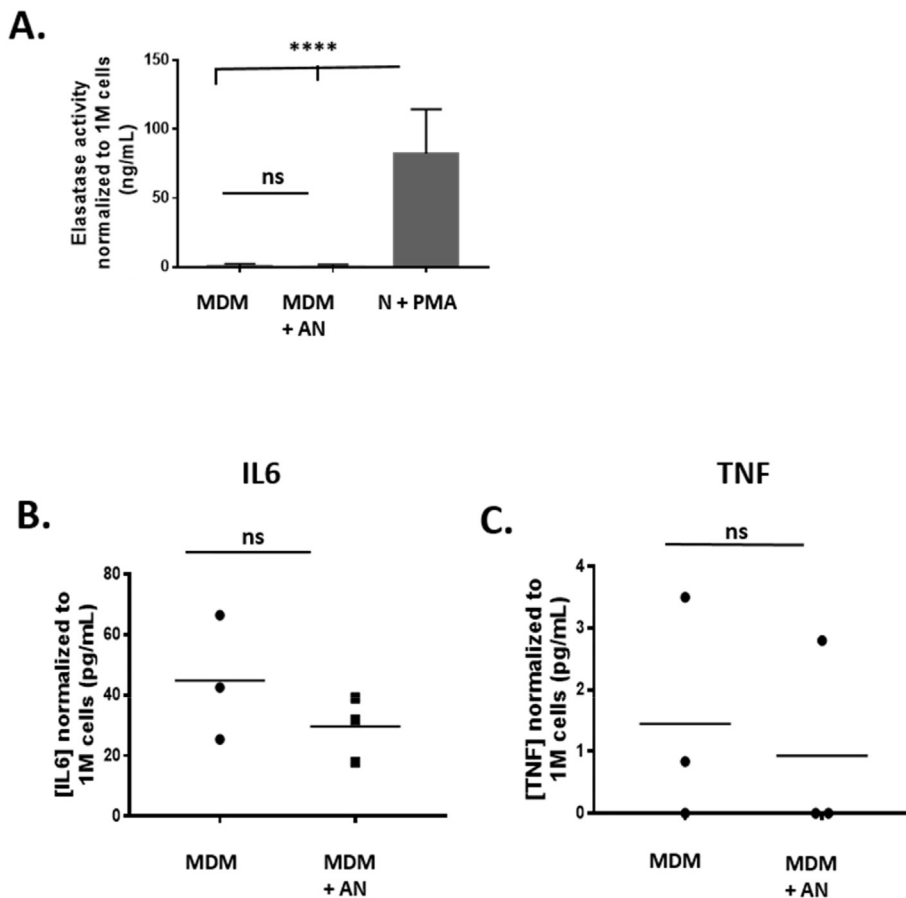 A.
****
150
100
50
0
Elasatase activity
normalized to 1M cells
(ng/mL)
ns
MDM
MDM
+ AN
N + PMA
IL6
B.
ns
80
60
40
20
0
[IL6] normalized to
1M cells (pg/mL)
MDM
MDM
+ AN
TNF
C.
ns
4
3
2
1
0
[TNF] normalized to
1M cells (pg/mL)
MDM
MDM
+ AN